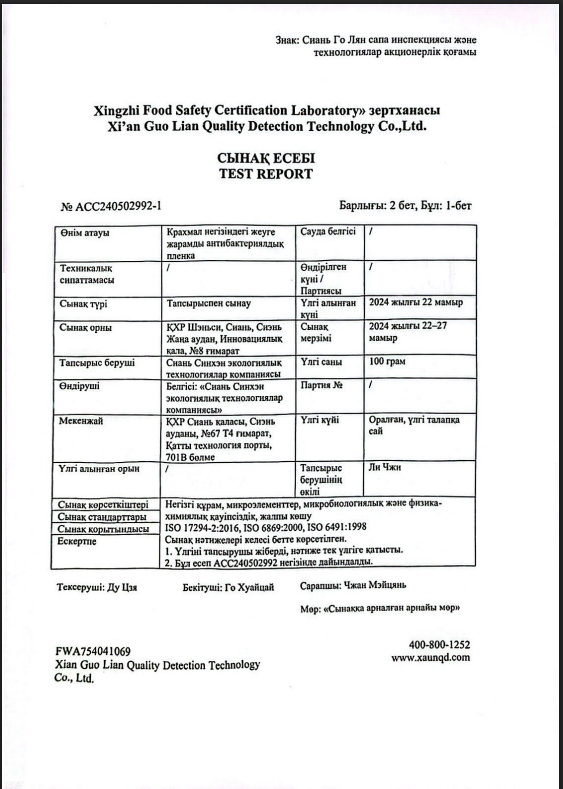 Знак: Сиань Го Лян сапа инспекциясы және
технологиялар акционерлік қоғамы
Xingzhi Food Safety Certification Laboratory» зертханасы
Xi'an Guo Lian Quality Detection Technology Co.,Ltd.
СЫНАҚ ЕСЕБІ
TEST REPORT
№ ACC240502992-1
Барлығы: 2 бет, Бұл: 1-бет
Өнім атауы
Крахмал негізіндегі жеуге
жарамды антибактериялдық
пленка
Сауда белгісі
/
Техникалық
сипаттамасы
/
Өндірілген
күні /
Партиясы
/
Сынақ түрі
Тапсырыспен сынау
Үлгі алынған
күні
2024 жылғы 22 мамыр
Сынақ орны
ҚХР Шэньси, Сиань, Сиэнь
Жаңа аудан, Инновациялық
қала, №8 ғимарат
Сынақ
мерзімі
2024 жылғы 22–27
мамыр
Тапсырыс беруші
Сиань Синхэн экологиялық
технологиялар компаниясы
Үлгі саны
100 грам
Өндіруші
Белгісі: «Сиань Синхэн
экологиялық технологиялар
компаниясы»
Партия №
/
Мекенжай
ҚХР Сиань қаласы, Сиэнь
ауданы, №67 Т4 ғимарат,
Қатты технология порты,
701В бөлме
Үлгі күйі
Оралған, үлгі талапқа
сай
Үлгі алынған орын
/
Тапсырыс
берушінің
өкілі
Ли Чжи
Сынақ көрсеткіштері
Негізгі құрам, микроэлементтер, микробиологиялық және физика-
химиялық қауіпсіздік, жалпы көшу
Сынақ стандарттары
ISO 17294-2:2016, ISO 6869:2000, ISO 6491:1998
Сынақ қорытындысы
Сынақ нәтижелері келесі бетте көрсетілген.
Ескертпе
1. Үлгіні тапсырушы жіберді, нәтиже тек үлгіге қатысты.
2. Бұл есеп ACC240502992 негізінде дайындалды.
Тексеруші: Ду Цзя
Бекітуші: Го Хуайцай
Сарапшы: Чжан Мэйцянь
Мөр: «Сынаққа арналған арнайы мөр»
FWA754041069
Xian Guo Lian Quality Detection Technology
Co., Ltd.
400-800-1252
www.xaunqd.com